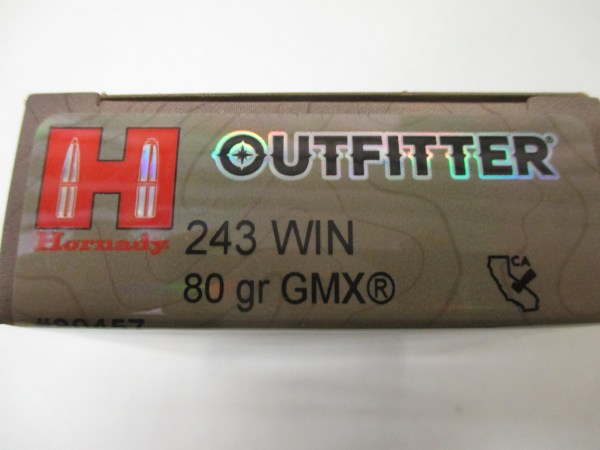 H
Hornady
OUTFITTER®
243 WIN
80 gr GMX®
CA